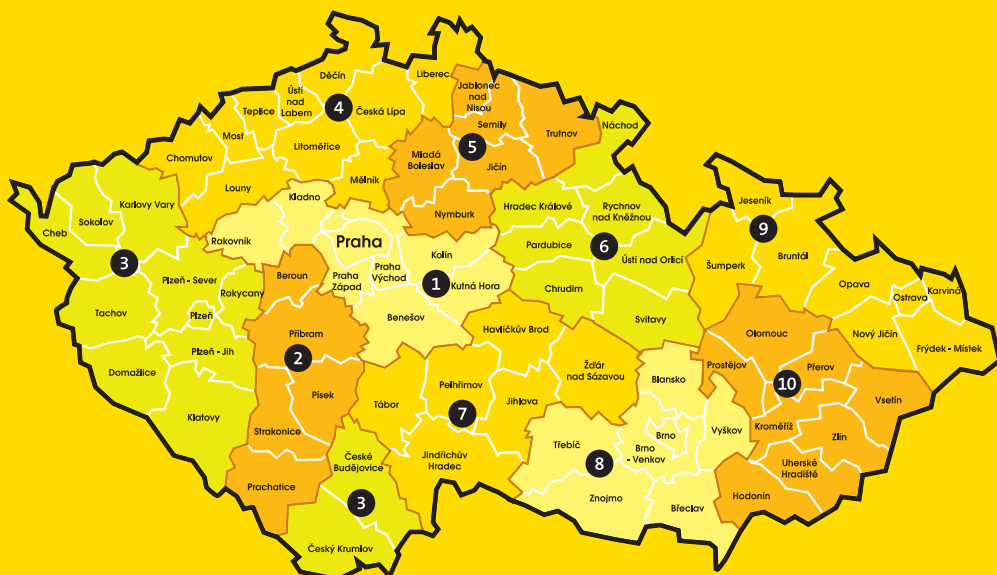 Děčín
Liberec
Ústí
nad
Labem
4
Česká Lípa
Teplice
Most
Litoměřice
Chomutov
Louny
Mělník
Jablonec
nad
Nisou
Semily
Trutnov
5
Mladá
Boleslav
Jičín
Nymburk
Náchod
Hradec Králové
Rychnov
nad Kněžnou
Pardubice
6
Ústí nad Orlicí
Chrudim
Svitavy
Jeseník
9
Bruntál
Šumperk
Opava
Ostrava
Karviná
Nový Jičín
Frýdek - Místek
Karlovy Vary
Sokolov
Cheb
3
Plzeň - Sever
Rokycany
Tachov
Plzeň
Plzeň - Jih
Domažlice
Klatovy
Kladno
Rakovník
Praha
Praha
Západ
Praha
Východ
Kolín
1
Kutná Hora
Benešov
Beroun
Příbram
2
Písek
Strakonice
Prachatice
České
Budějovice
3
Český Krumlov
Havlíčkův Brod
Pelhřimov
7
Tábor
Jihlava
Jindřichův
Hradec
Žďár
nad Sázavou
Blansko
Třebíč
8
Brno
Brno
- Venkov
Vyškov
Znojmo
Břeclav
Olomouc
Prostějov
Přerov
10
Vsetín
Kroměříž
Zlín
Uherské
Hradiště
Hodonín